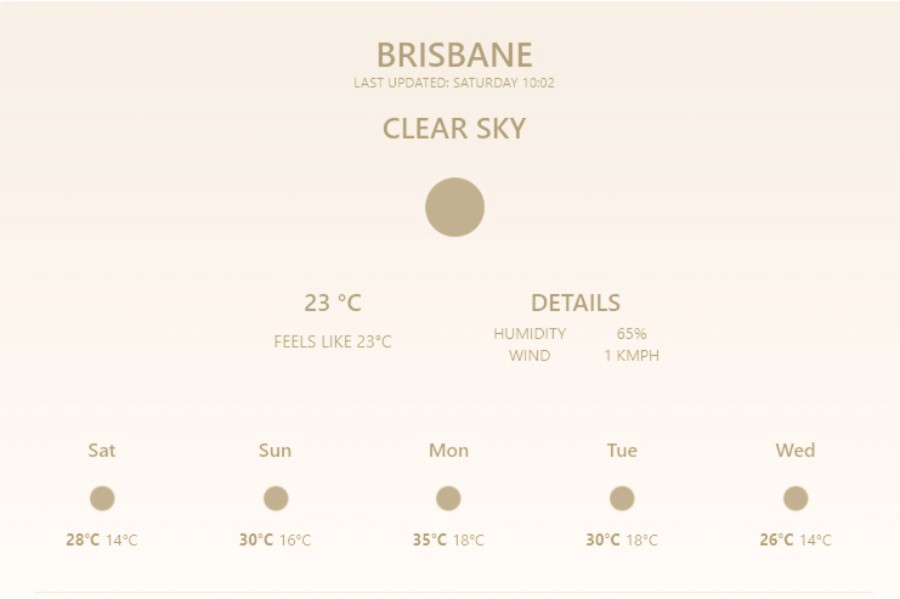 BRISBANE
LAST UPDATED: SATURDAY 10:02
CLEAR SKY
23 °C
FEELS LIKE 23°C
DETAILS
HUMIDITY 65%
WIND 1 KMPH
Sat Sun Mon Tue Wed
28°C 14°C 30°C 16°C 35°C 18°C 30°C 18°C 26°C 14°C